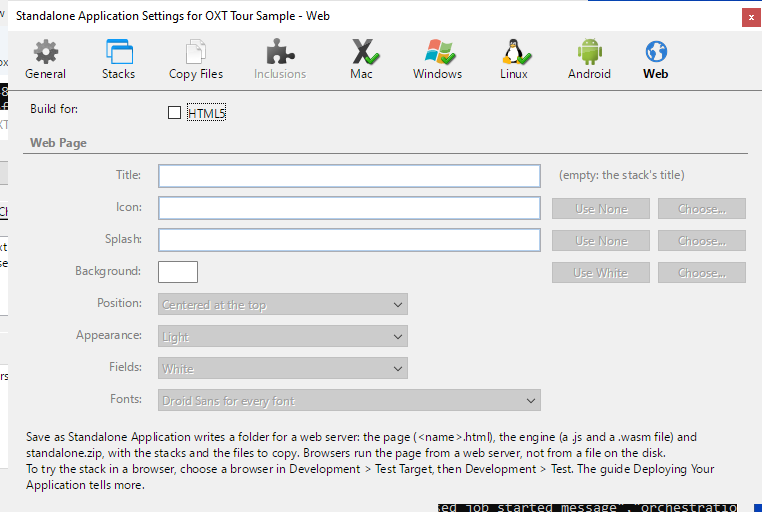 Standalone Application Settings for OXT Tour Sample - Web
General
Stacks
Copy Files
Inclusions
Mac
Windows
Linux
Android
Web
Build for:
HTML5
Web Page
Title:
(empty: the stack's title)
Icon:
Use None
Choose...
Splash:
Use None
Choose...
Background:
Use White
Choose...
Position:
Centered at the top
Appearance:
Light
Fields:
White
Fonts:
Droid Sans for every font
Save as Standalone Application writes a folder for a web server: the page (<name>.html), the engine (a .js and a .wasm file) and
standalone.zip, with the stacks and the files to copy. Browsers run the page from a web server, not from a file on the disk.
To try the stack in a browser, choose a browser in Development > Test Target, then Development > Test. The guide Deploying Your
Application tells more.
job started message","orchestratio